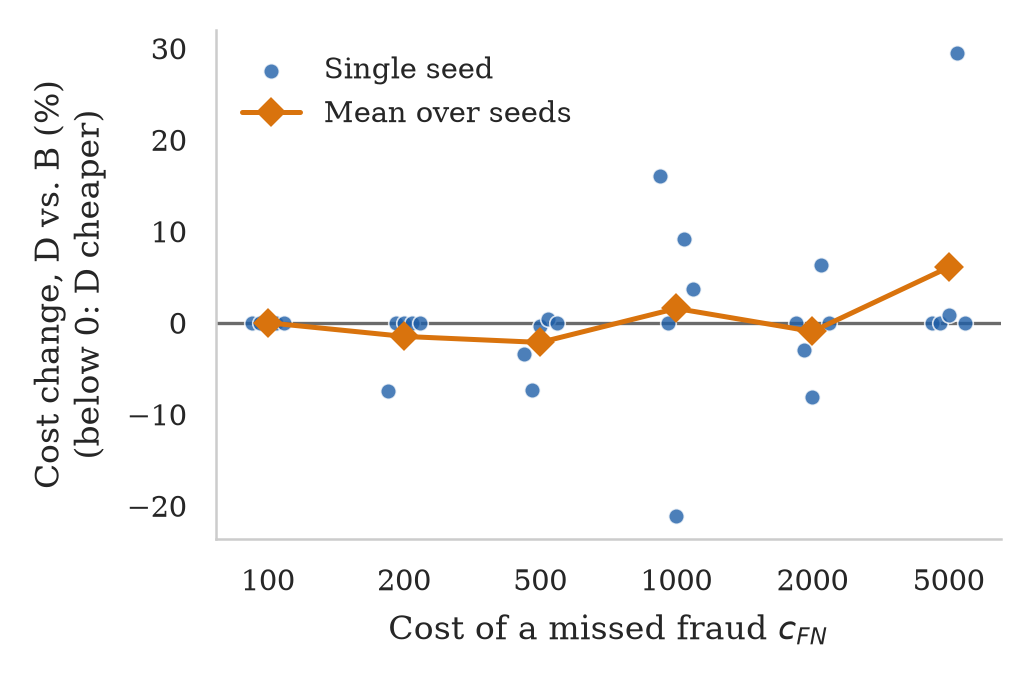 Cost change, D vs. B (%)
(below 0: D cheaper)
30
20
10
0
−10
−20
Single seed
Mean over seeds
100 200 500 1000 2000 5000
Cost of a missed fraud c_FN